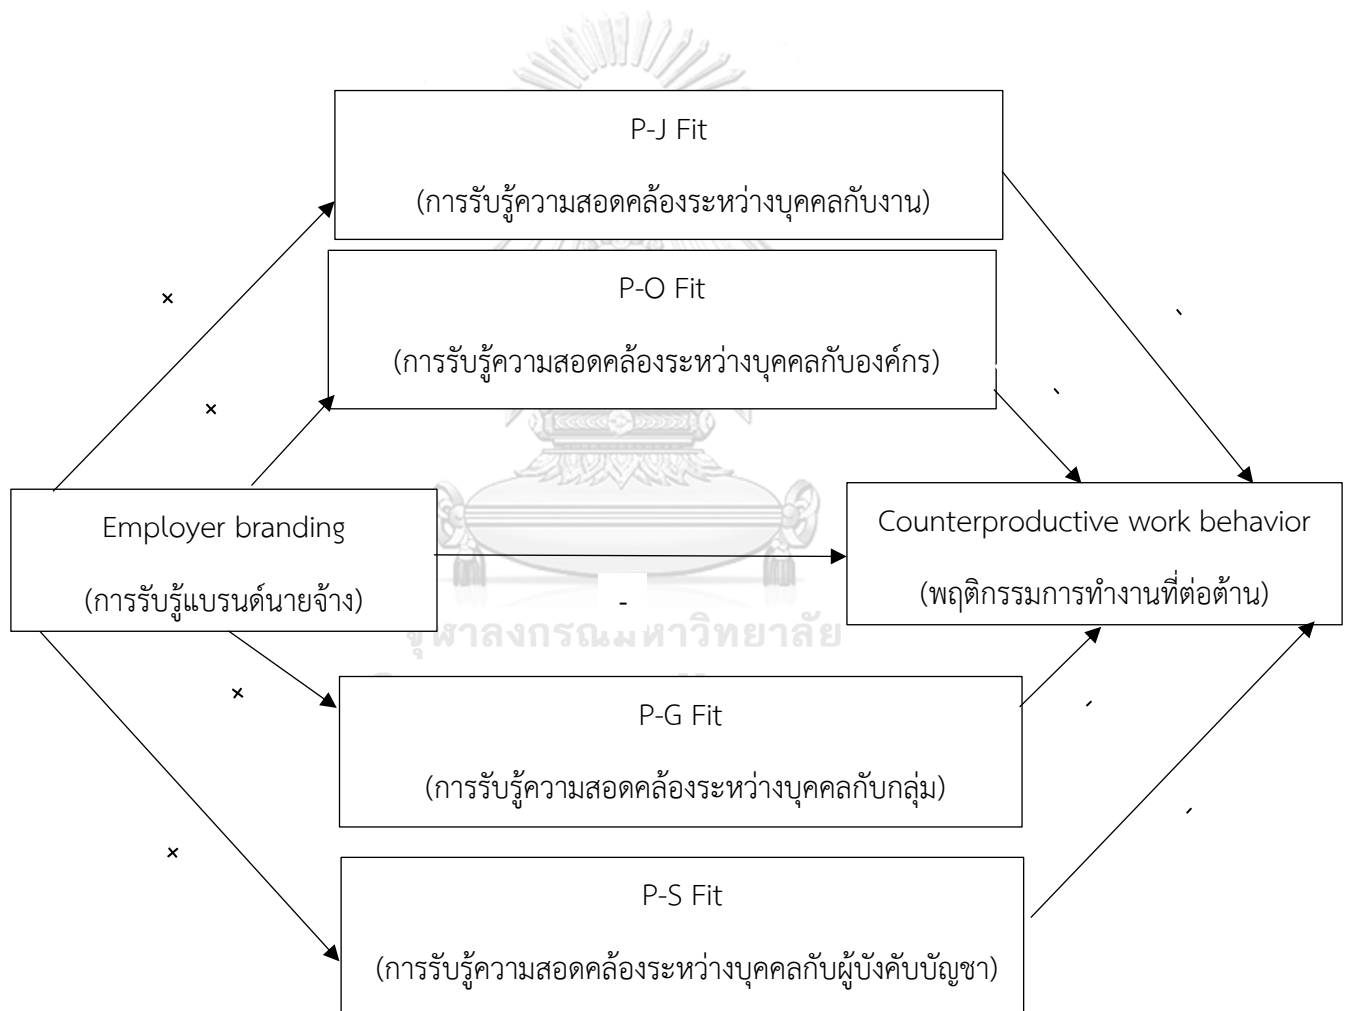 P-J Fit
(การรับรู้ความสอดคล้องระหว่างบุคคลกับงาน)
P-O Fit
+
(การรับรู้ความสอดคล้องระหว่างบุคคลกับองค์กร)
-
-
+
Employer branding
Counterproductive work behavior
(การรับรู้แบรนด์นายจ้าง)
(พฤติกรรมการทำงานที่ต่อต้าน)
-
จุฬาลงกรณ์มหาวิทยาลัย
+
P-G Fit
-
(การรับรู้ความสอดคล้องระหว่างบุคคลกับกลุ่ม)
-
+
P-S Fit
(การรับรู้ความสอดคล้องระหว่างบุคคลกับผู้บังคับบัญชา)